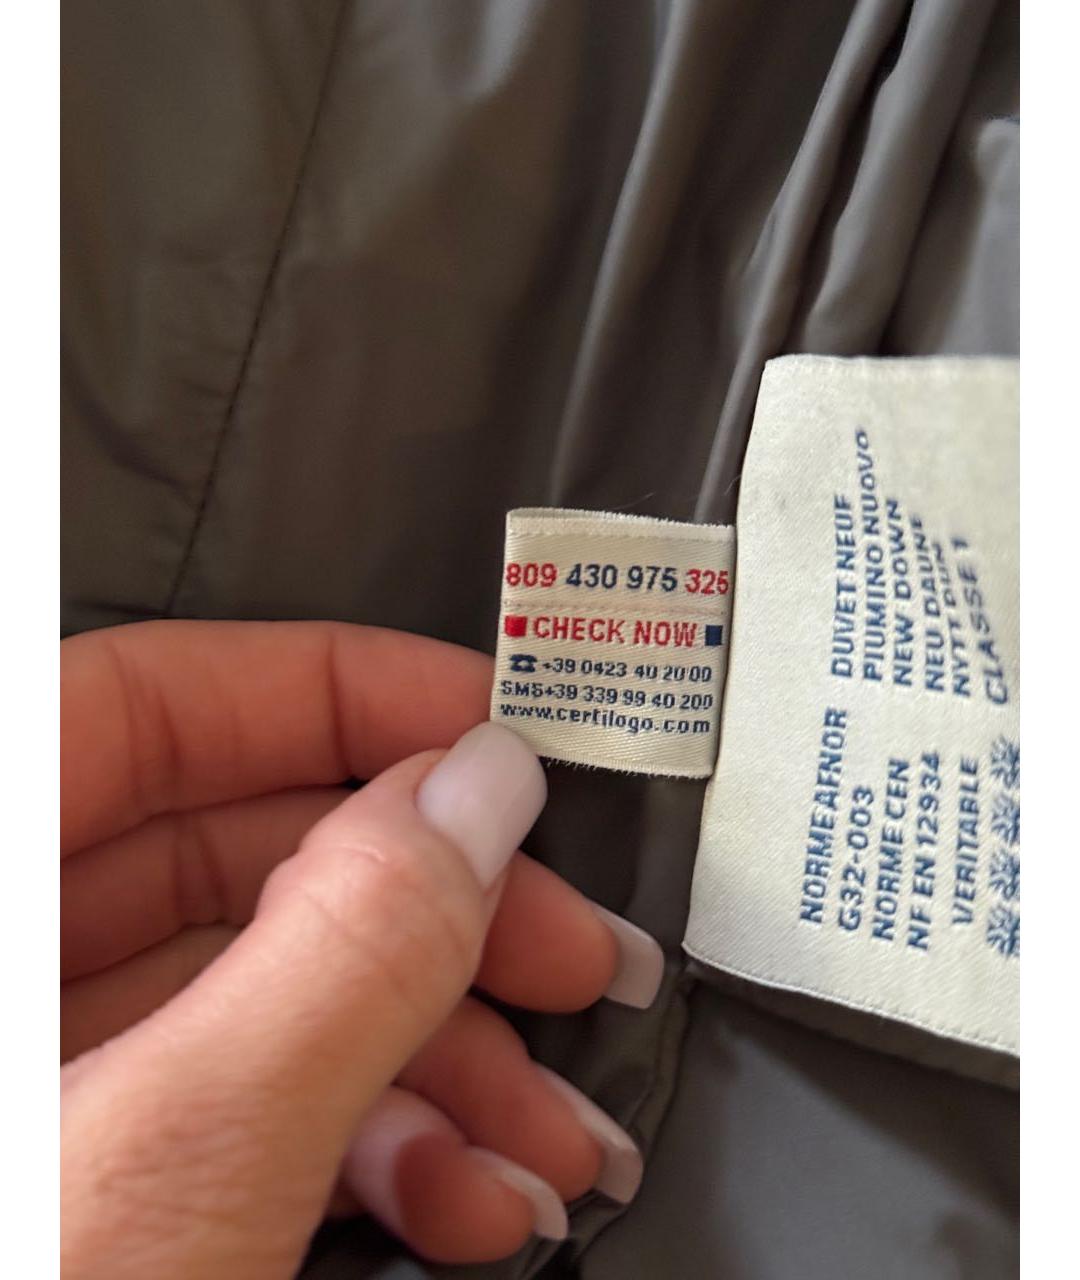 809 430 975 325
CHECK NOW
☎ +39 0423 40 20 00
SMS+39 339 99 40 200
www.certilogo.com
NORME AFNOR DUVET NEUF
G32-003 PIUMINO NUOVO
NORME CEN NEW DOWN
NF EN 12934 NEU DAUNE
VERITABLE NYTT DUN
CLASSE 1